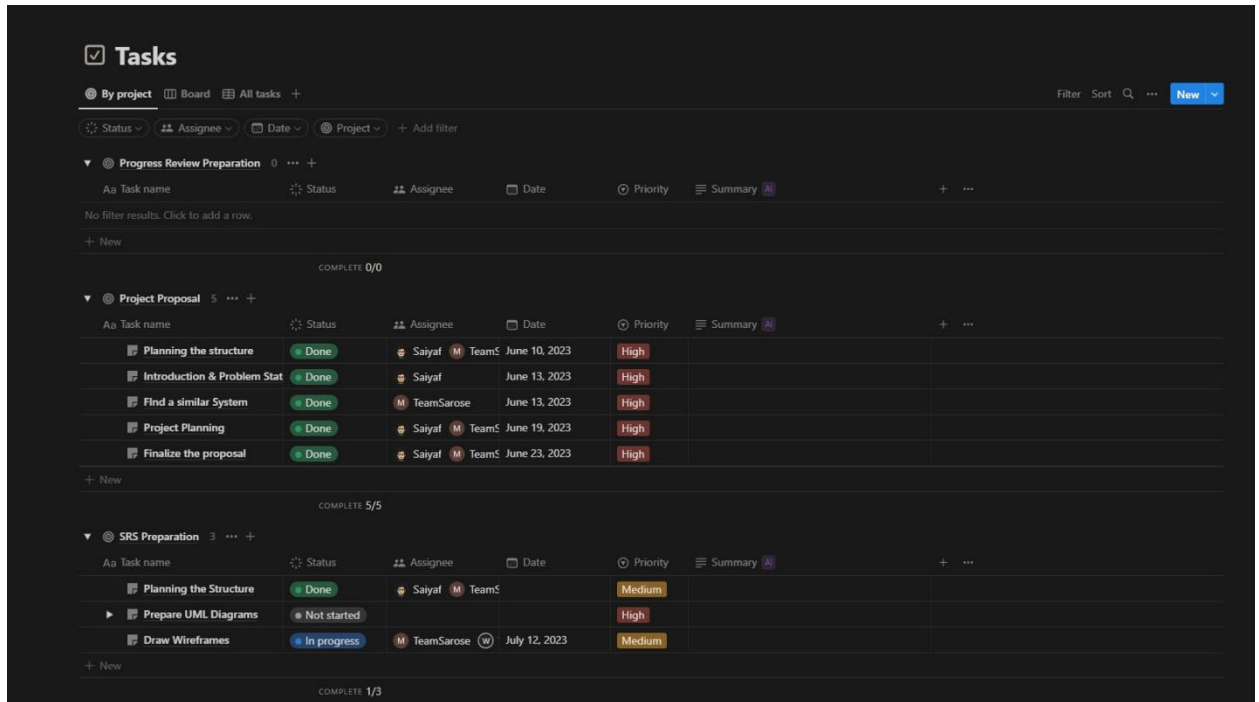 Tasks
By project Board All tasks +
Filter Sort ... New
Status Assignee Date Project + Add filter
Progress Review Preparation 0 ... +
Aa Task name Status Assignee Date Priority Summary AI + ...
No filter results. Click to add a row.
+ New
COMPLETE 0/0
Project Proposal 5 ... +
Aa Task name Status Assignee Date Priority Summary AI + ...
Planning the structure Done Saiyaf M TeamS June 10, 2023 High
Introduction & Problem Stat Done Saiyaf June 13, 2023 High
FInd a similar System Done M TeamSarose June 13, 2023 High
Project Planning Done Saiyaf M TeamS June 19, 2023 High
Finalize the proposal Done Saiyaf M TeamS June 23, 2023 High
+ New
COMPLETE 5/5
SRS Preparation 3 ... +
Aa Task name Status Assignee Date Priority Summary AI + ...
Planning the Structure Done Saiyaf M TeamS Medium
Prepare UML Diagrams Not started High
Draw Wireframes In progress M TeamSarose W July 12, 2023 Medium
+ New
COMPLETE 1/3